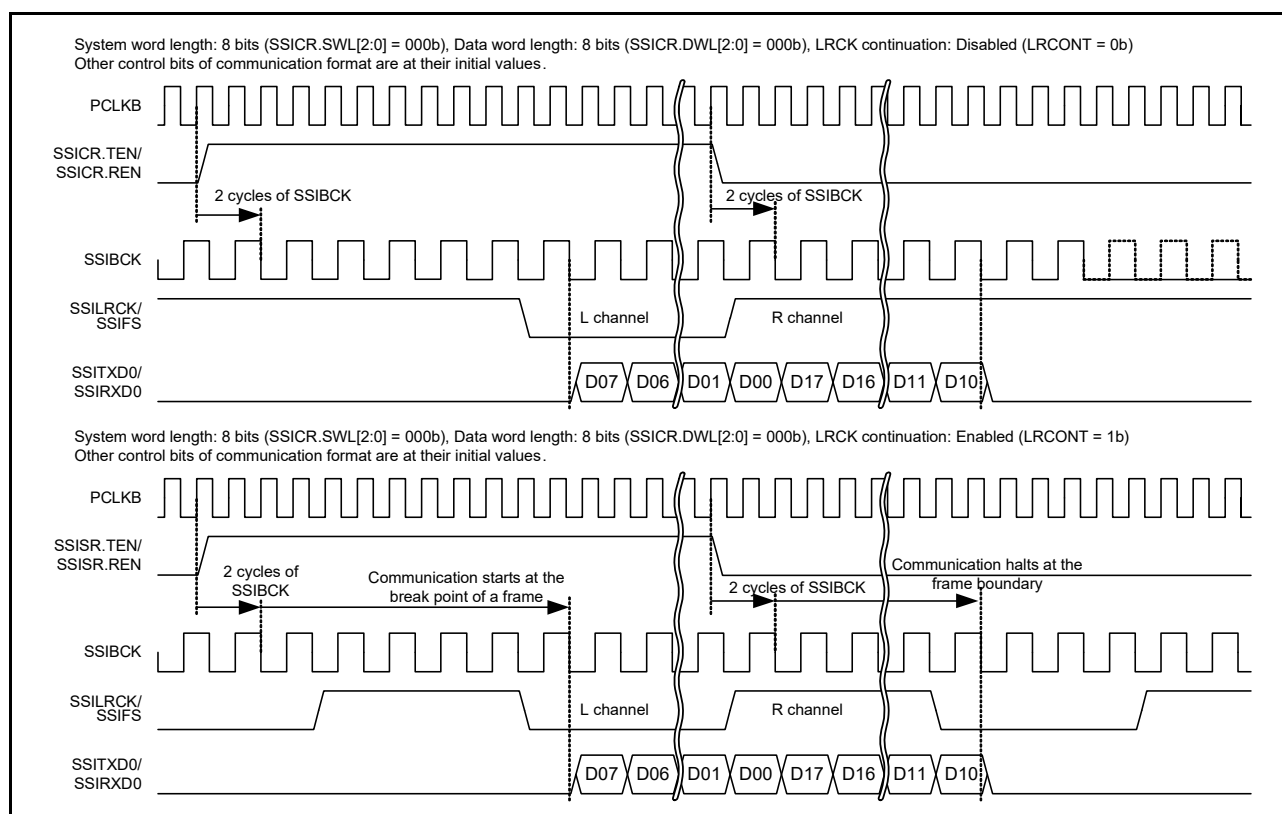 System word length: 8 bits (SSICR.SWL[2:0] = 000b), Data word length: 8 bits (SSICR.DWL[2:0] = 000b), LRCK continuation: Disabled (LRCONT = 0b)
Other control bits of communication format are at their initial values.
PCLKB
SSICR.TEN/
SSICR.REN
2 cycles of SSIBCK
2 cycles of SSIBCK
SSIBCK
SSILRCK/
SSIFS
L channel
R channel
SSITXD0/
SSIRXD0
D07 D06 D01 D00 D17 D16 D11 D10
System word length: 8 bits (SSICR.SWL[2:0] = 000b), Data word length: 8 bits (SSICR.DWL[2:0] = 000b), LRCK continuation: Enabled (LRCONT = 1b)
Other control bits of communication format are at their initial values.
PCLKB
SSISR.TEN/
SSISR.REN
2 cycles of
SSIBCK
Communication starts at the
break point of a frame
2 cycles of SSIBCK
Communication halts at the
frame boundary
SSIBCK
SSILRCK/
SSIFS
L channel
R channel
SSITXD0/
SSIRXD0
D07 D06 D01 D00 D17 D16 D11 D10